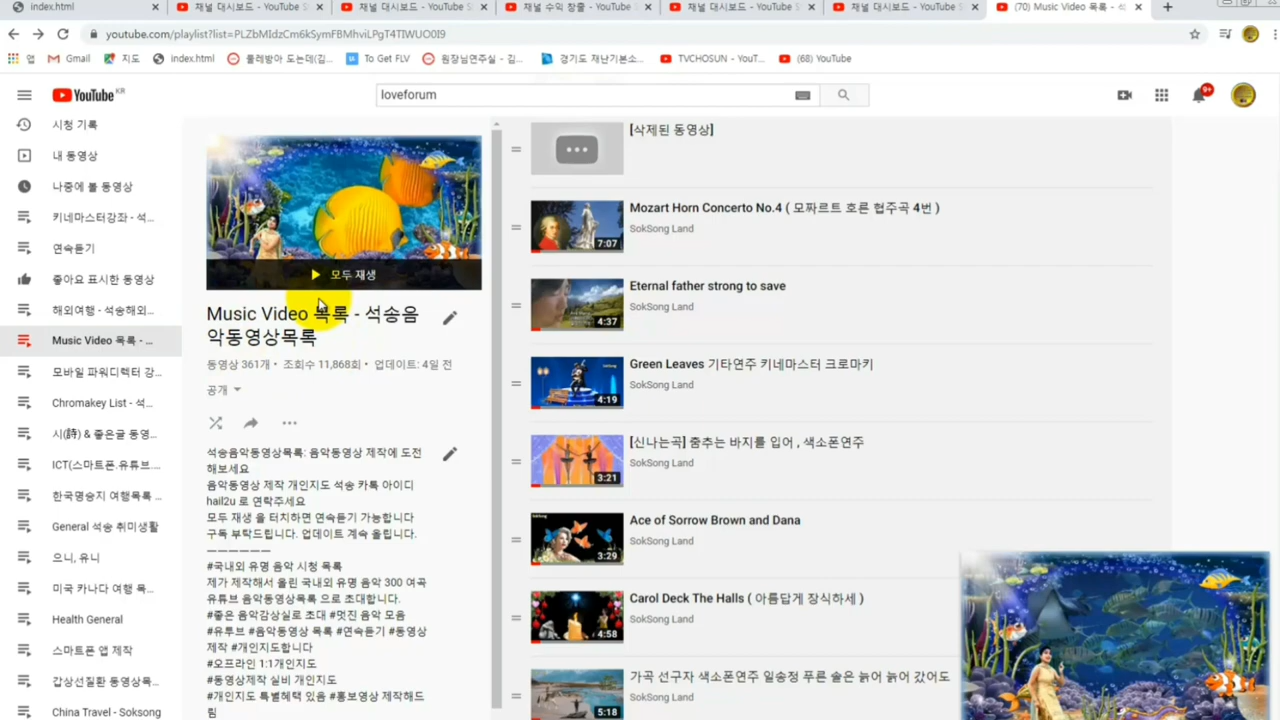 index.html
채널 대시보드 - YouTube S
채널 대시보드 - YouTube S
채널 수익 창출 - YouTube S
채널 대시보드 - YouTube S
채널 대시보드 - YouTube S
(70) Music Video 목록 -
youtube.com/playlist?list=PLZbMIdzCm6kSymFBMhviLPgT4TIWUO0I9
앱
Gmail
지도
index.html
둘레방아 도는데(김...
To Get FLV
원장님연주실 - 김...
경기도 재난기본소...
TVCHOSUN - YouT...
(68) YouTube
YouTube KR
loveforum
9+
시청 기록
내 동영상
나중에 볼 동영상
키네마스터강좌 - 석...
연속듣기
좋아요 표시한 동영상
해외여행 - 석송해외...
Music Video 목록 - ...
모바일 파워디렉터 강...
Chromakey List - 석...
시(詩) & 좋은글 동영...
ICT(스마트폰.유튜브....
한국명승지 여행목록 ...
General 석송 취미생활
으니, 유니
미국 카나다 여행 목...
Health General
스마트폰 앱 제작
갑상선질환 동영상목...
China Travel - Soksong
모두 재생
Music Video 목록 - 석송음
악동영상목록
동영상 361개 · 조회수 11,868회 · 업데이트: 4일 전
공개
석송음악동영상목록: 음악동영상 제작에 도전
해보세요
음악동영상 제작 개인지도 석송 카톡 아이디
hail2u 로 연락주세요
모두 재생 을 터치하면 연속듣기 가능합니다
구독 부탁드립니다. 업데이트 계속 올립니다.
——————
#국내외 유명 음악 시청 목록
제가 제작해서 올린 국내외 유명 음악 300 여곡
유튜브 음악동영상목록 으로 초대합니다.
#좋은 음악감상실로 초대 #멋진 음악 모음
#유투브 #음악동영상 목록 #연속듣기 #동영상
제작 #개인지도합니다
#오프라인 1:1개인지도
#동영상제작 실비 개인지도
#개인지도 특별혜택 있음 #홍보영상 제작해드
림
[삭제된 동영상]
Mozart Horn Concerto No.4 ( 모짜르트 호른 협주곡 4번 )
SokSong Land
7:07
Eternal father strong to save
SokSong Land
4:37
Green Leaves 기타연주 키네마스터 크로마키
SokSong Land
4:19
[신나는곡] 춤추는 바지를 입어 , 색소폰연주
SokSong Land
3:21
Ace of Sorrow Brown and Dana
SokSong Land
3:29
Carol Deck The Halls ( 아름답게 장식하세 )
SokSong Land
4:58
가곡 선구자 색소폰연주 일송정 푸른 솔은 늙어 늙어 갔어도
SokSong Land
5:18